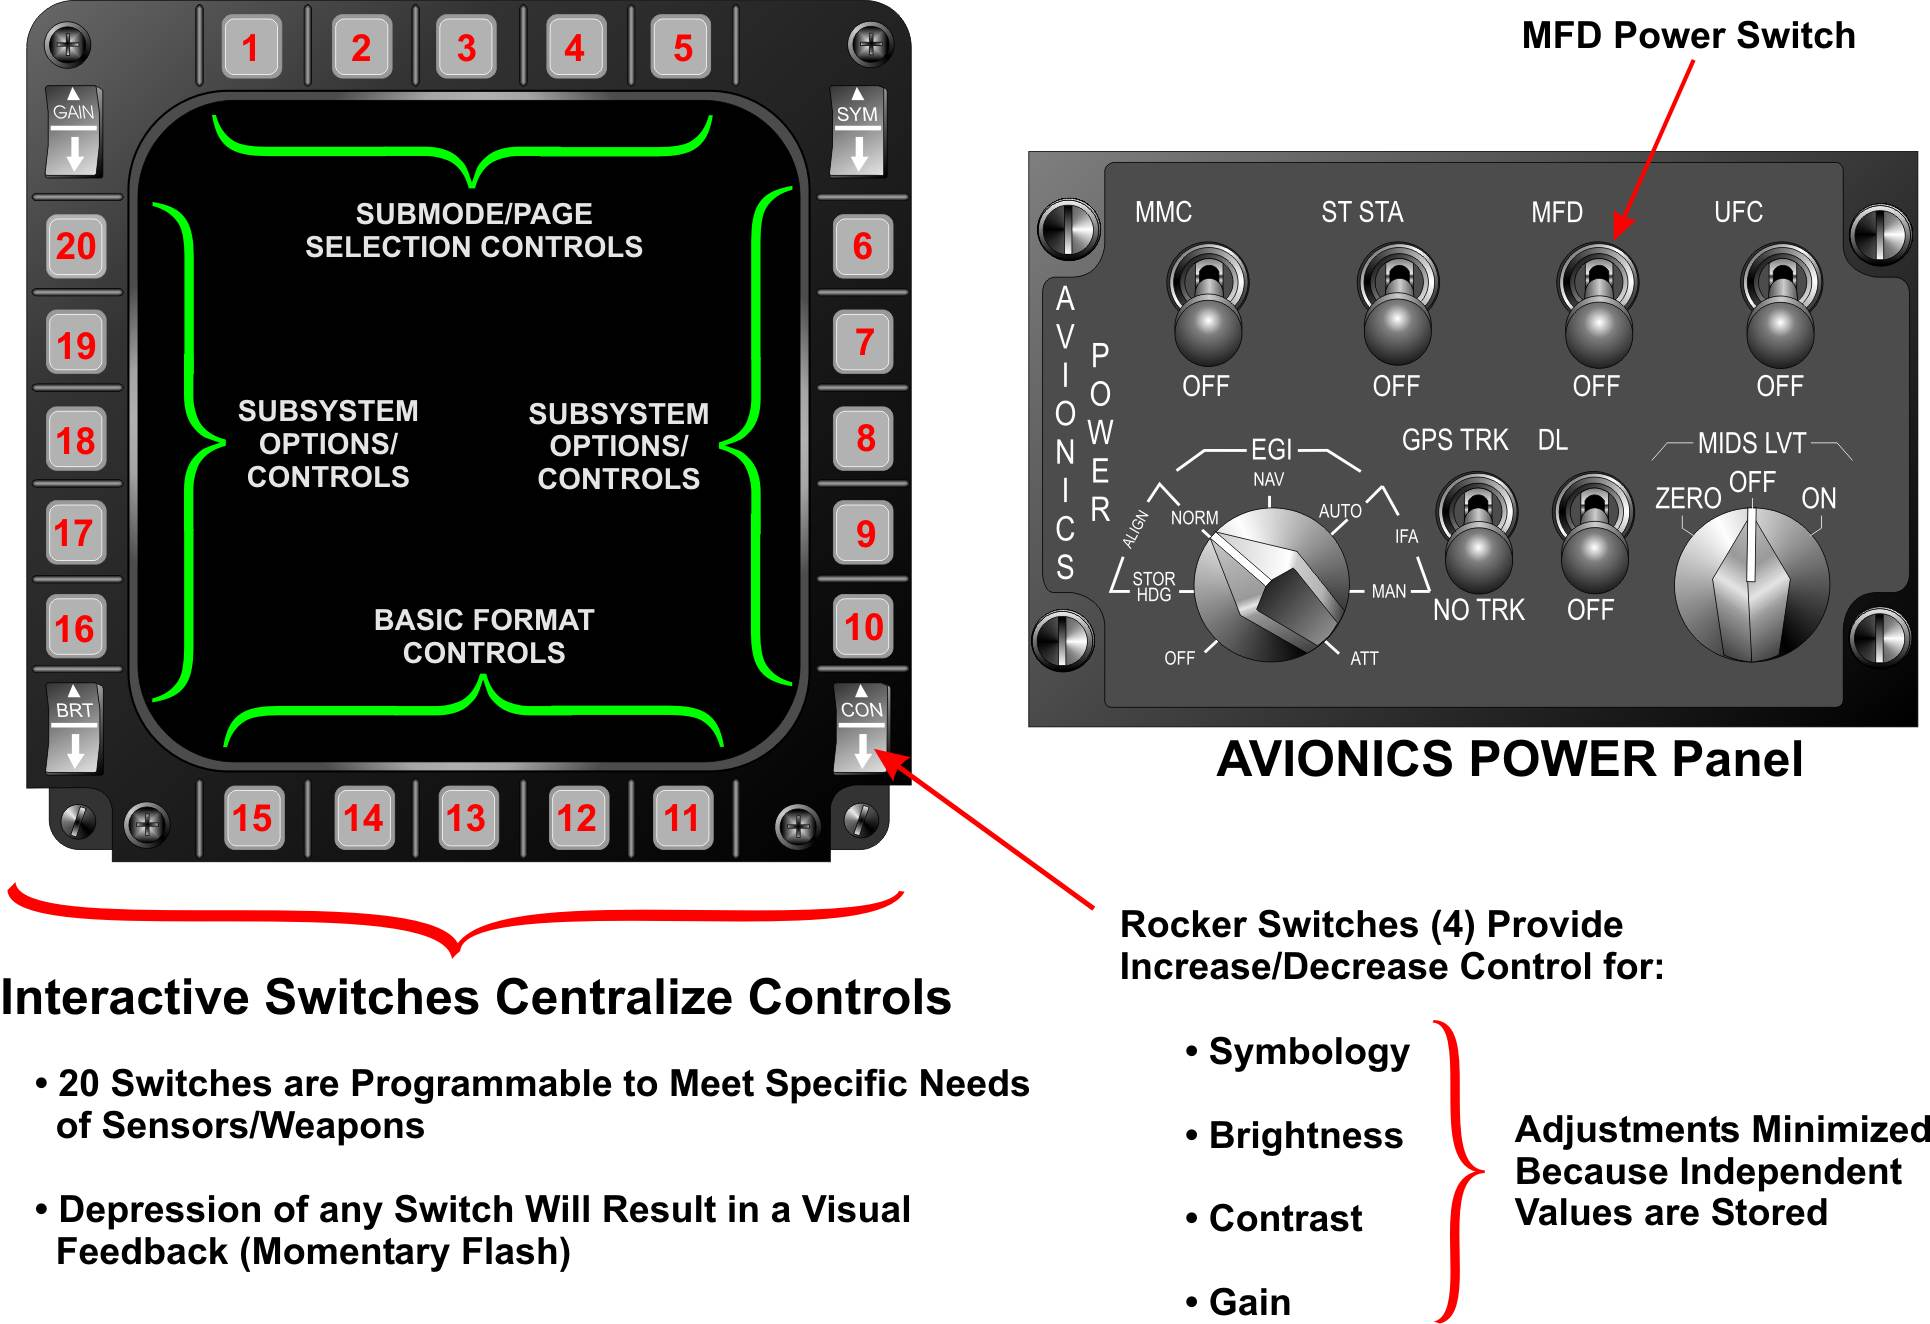 1
2
3
4
5
GAIN
SYM
20
19
18
17
16
6
7
8
9
10
SUBMODE/PAGE
SELECTION CONTROLS
SUBSYSTEM
OPTIONS/
CONTROLS
SUBSYSTEM
OPTIONS/
CONTROLS
BASIC FORMAT
CONTROLS
BRT
CON
15
14
13
12
11
Interactive Switches Centralize Controls
• 20 Switches are Programmable to Meet Specific Needs
of Sensors/Weapons
• Depression of any Switch Will Result in a Visual
Feedback (Momentary Flash)
MFD Power Switch
AVIONICS
POWER
MMC
ST STA
MFD
UFC
OFF
OFF
OFF
OFF
EGI
GPS TRK
DL
MIDS LVT
ALIGN
NORM
NAV
AUTO
IFA
STOR
HDG
MAN
OFF
ATT
NO TRK
OFF
ZERO
OFF
ON
AVIONICS POWER Panel
Rocker Switches (4) Provide
Increase/Decrease Control for:
• Symbology
• Brightness
• Contrast
• Gain
Adjustments Minimized
Because Independent
Values are Stored